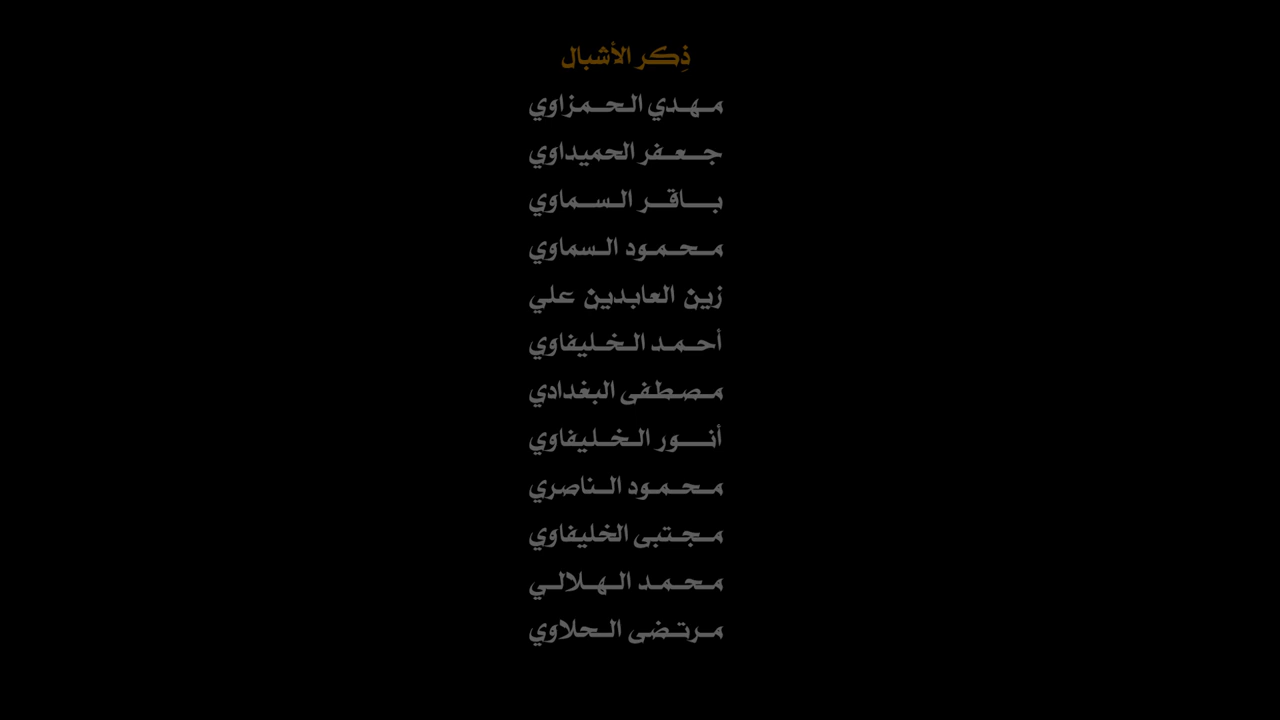 ذِكر الأشبال
مهدي الحمزاوي
جعفر الحميداوي
باقر السماوي
محمود السماوي
زين العابدين علي
أحمد الخليفاوي
مصطفى البغدادي
أنور الخليفاوي
محمود الناصري
مجتبى الخليفاوي
محمد الهلالي
مرتضى الحلاوي